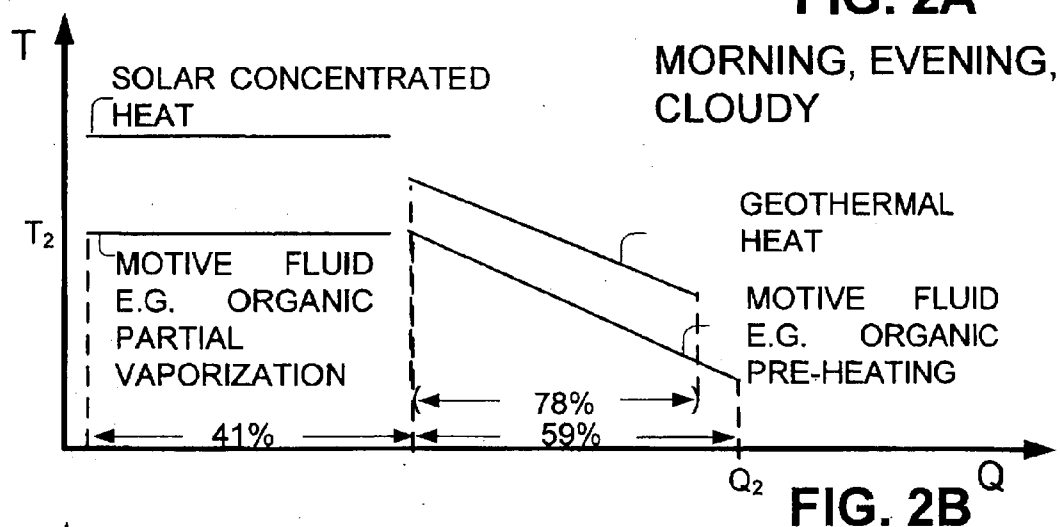 FIG. 2A
T
MORNING, EVENING,
CLOUDY
SOLAR CONCENTRATED
HEAT
T2
MOTIVE FLUID
E.G. ORGANIC
PARTIAL
VAPORIZATION
GEOTHERMAL
HEAT
MOTIVE FLUID
E.G. ORGANIC
PRE-HEATING
( 78% )
41%
59%
Q2
Q
FIG. 2B